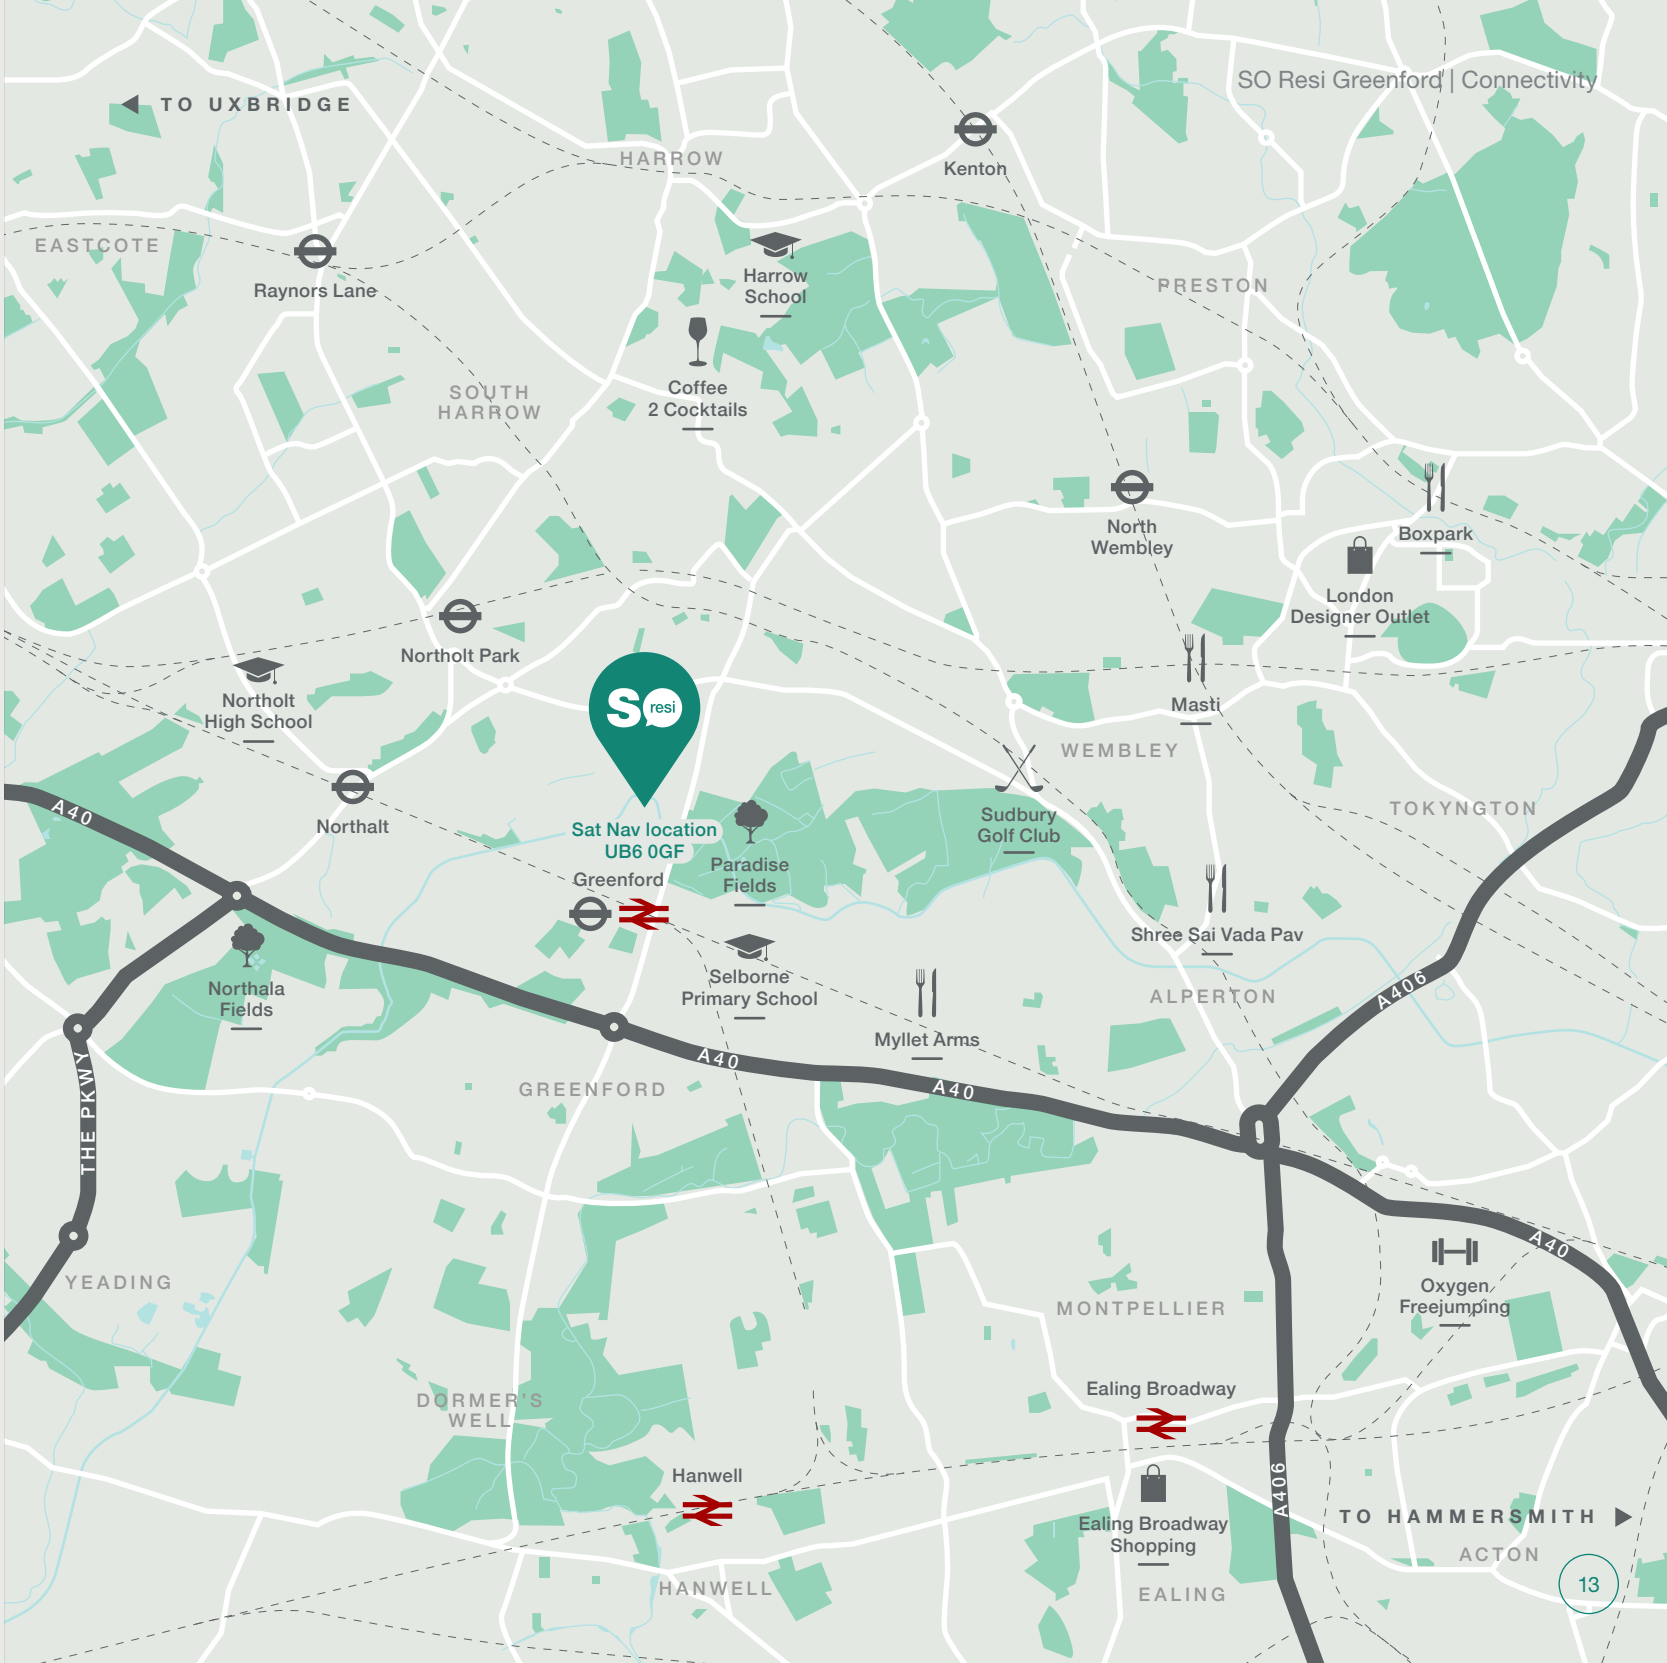 SO Resi Greenford | Connectivity
TO UXBRIDGE
HARROW
Kenton
EASTCOTE
Raynors Lane
Harrow
School
PRESTON
Coffee
2 Cocktails
SOUTH
HARROW
North
Wembley
Boxpark
London
Designer Outlet
Northolt Park
Northolt
High School
SO
resi
Masti
WEMBLEY
A40
Northalt
Sat Nav location
UB6 0GF
Sudbury
Golf Club
TOKYNGTON
Paradise
Fields
Greenford
Shree Sai Vada Pav
Northala
Fields
Selborne
Primary School
ALPERTON
A406
Myllet Arms
THE PKWY
GREENFORD
A40
A40
YEADING
MONTPELLIER
A40
Oxygen
Freejumping
DORMER'S
WELL
Ealing Broadway
Hanwell
A406
Ealing Broadway
Shopping
TO HAMMERSMITH
ACTON
HANWELL
EALING
13